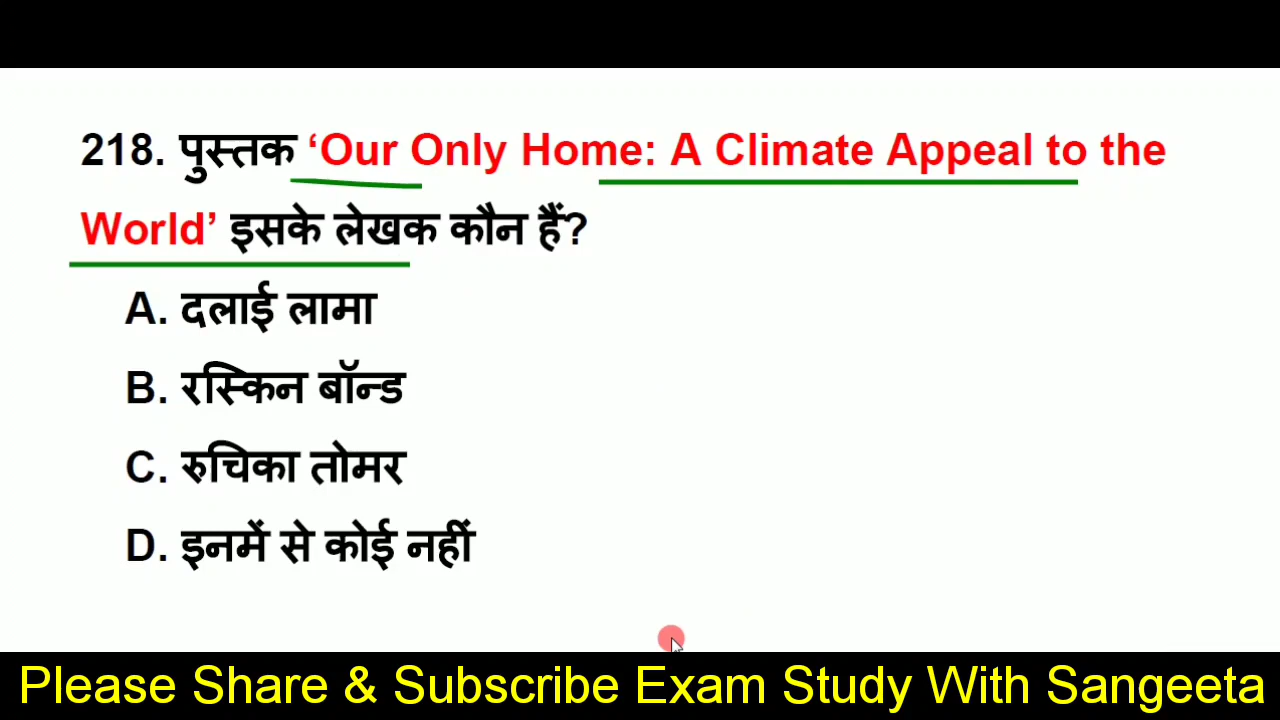 218. पुस्तक ‘Our Only Home: A Climate Appeal to the
World’ इसके लेखक कौन हैं?
A. दलाई लामा
B. रस्किन बॉन्ड
C. रुचिका तोमर
D. इनमें से कोई नहीं
Please Share & Subscribe Exam Study With Sangeeta